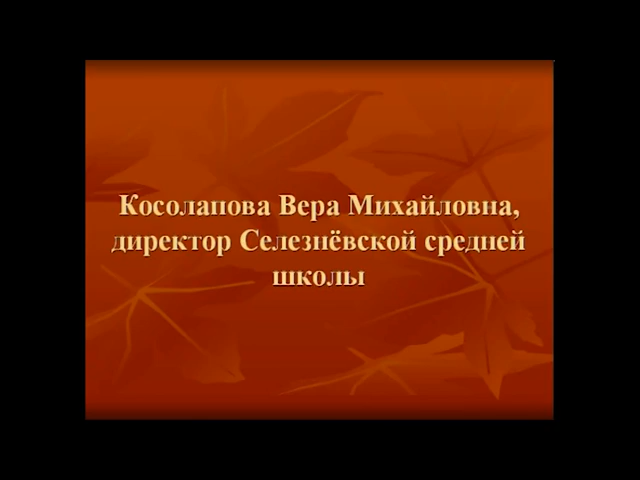 Косолапова Вера Михайловна,
директор Селезнёвской средней
школы